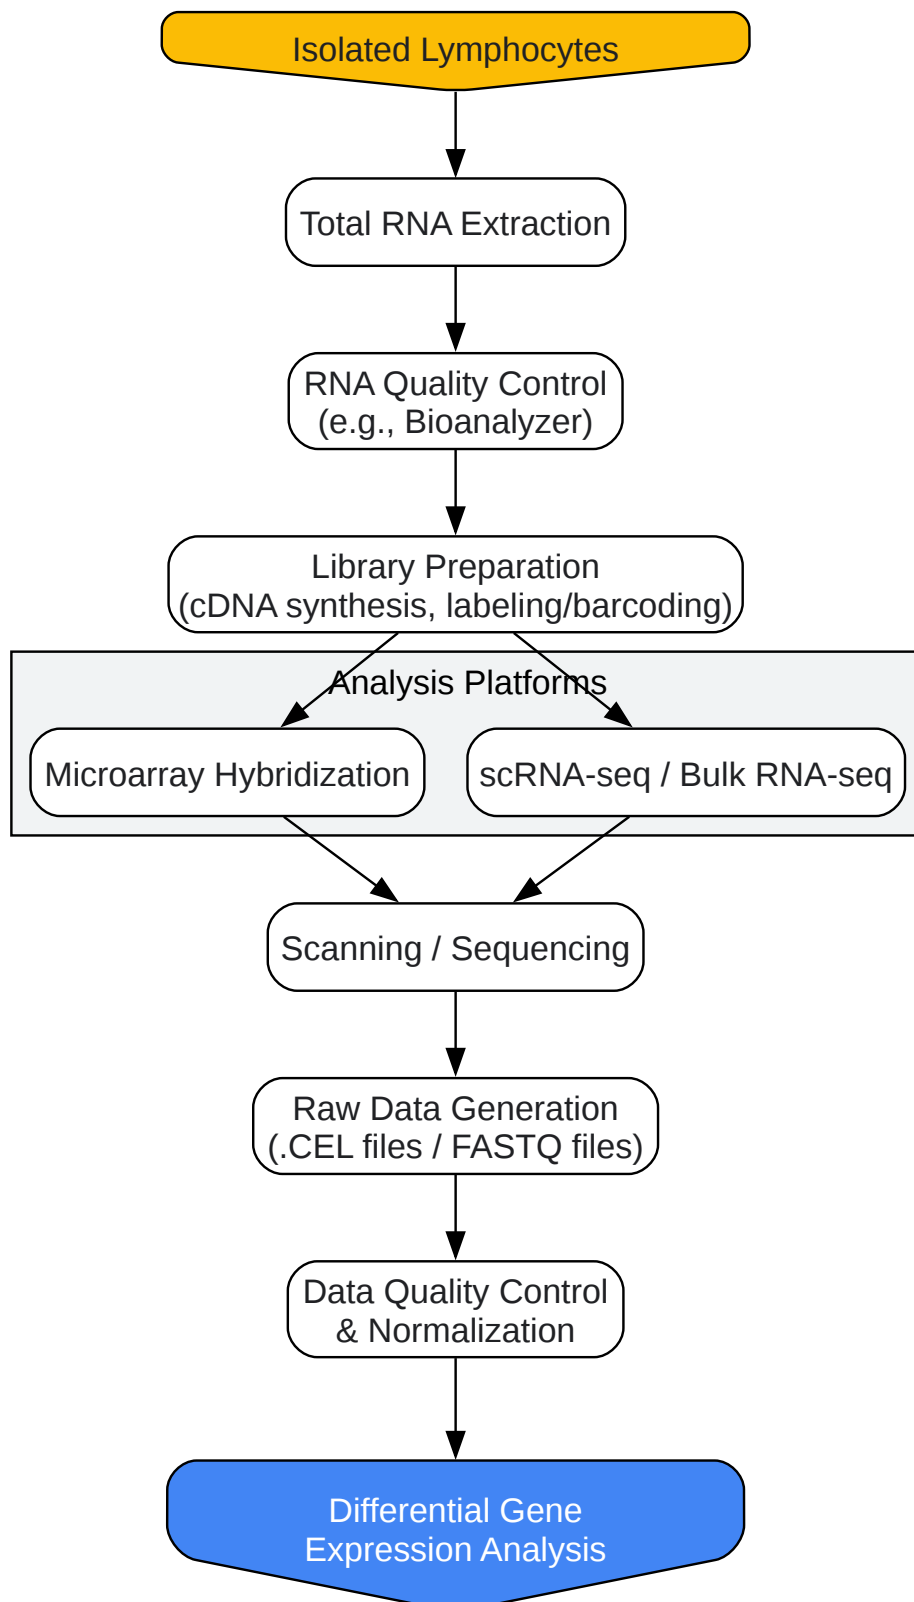 Isolated Lymphocytes
Total RNA Extraction
RNA Quality Control
(e.g., Bioanalyzer)
Library Preparation
(cDNA synthesis, labeling/barcoding)
Analysis Platforms
Microarray Hybridization
scRNA-seq / Bulk RNA-seq
Scanning / Sequencing
Raw Data Generation
(.CEL files / FASTQ files)
Data Quality Control
& Normalization
Differential Gene
Expression Analysis